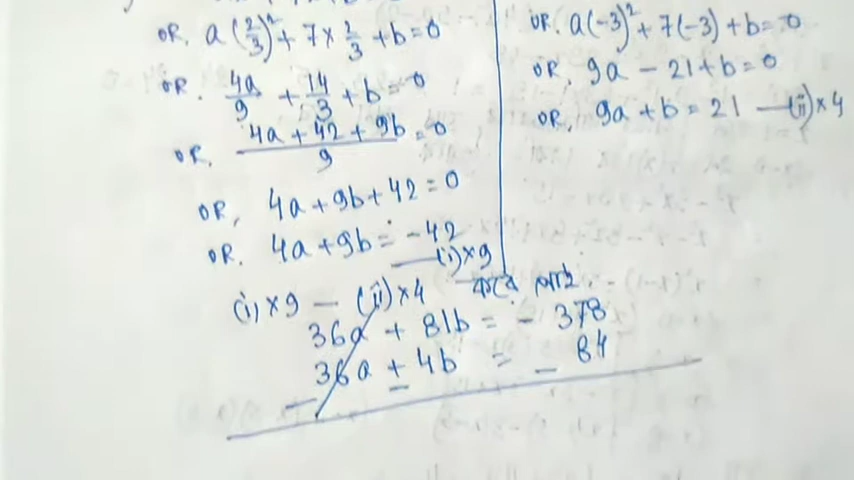 OR. a(2/3)² + 7 × 2/3 + b = 0
OR. 4a/9 + 14/3 + b = 0
OR. (4a + 42 + 9b)/9 = 0
OR, 4a + 9b + 42 = 0
OR. 4a + 9b = -42 —(i) × 9
OR. a(-3)² + 7(-3) + b = 0
OR. 9a - 21 + b = 0
OR, 9a + b = 21 —(ii) × 4
(i) × 9 — (ii) × 4
36a + 81b = - 378
36a + 4b = 84
— — —